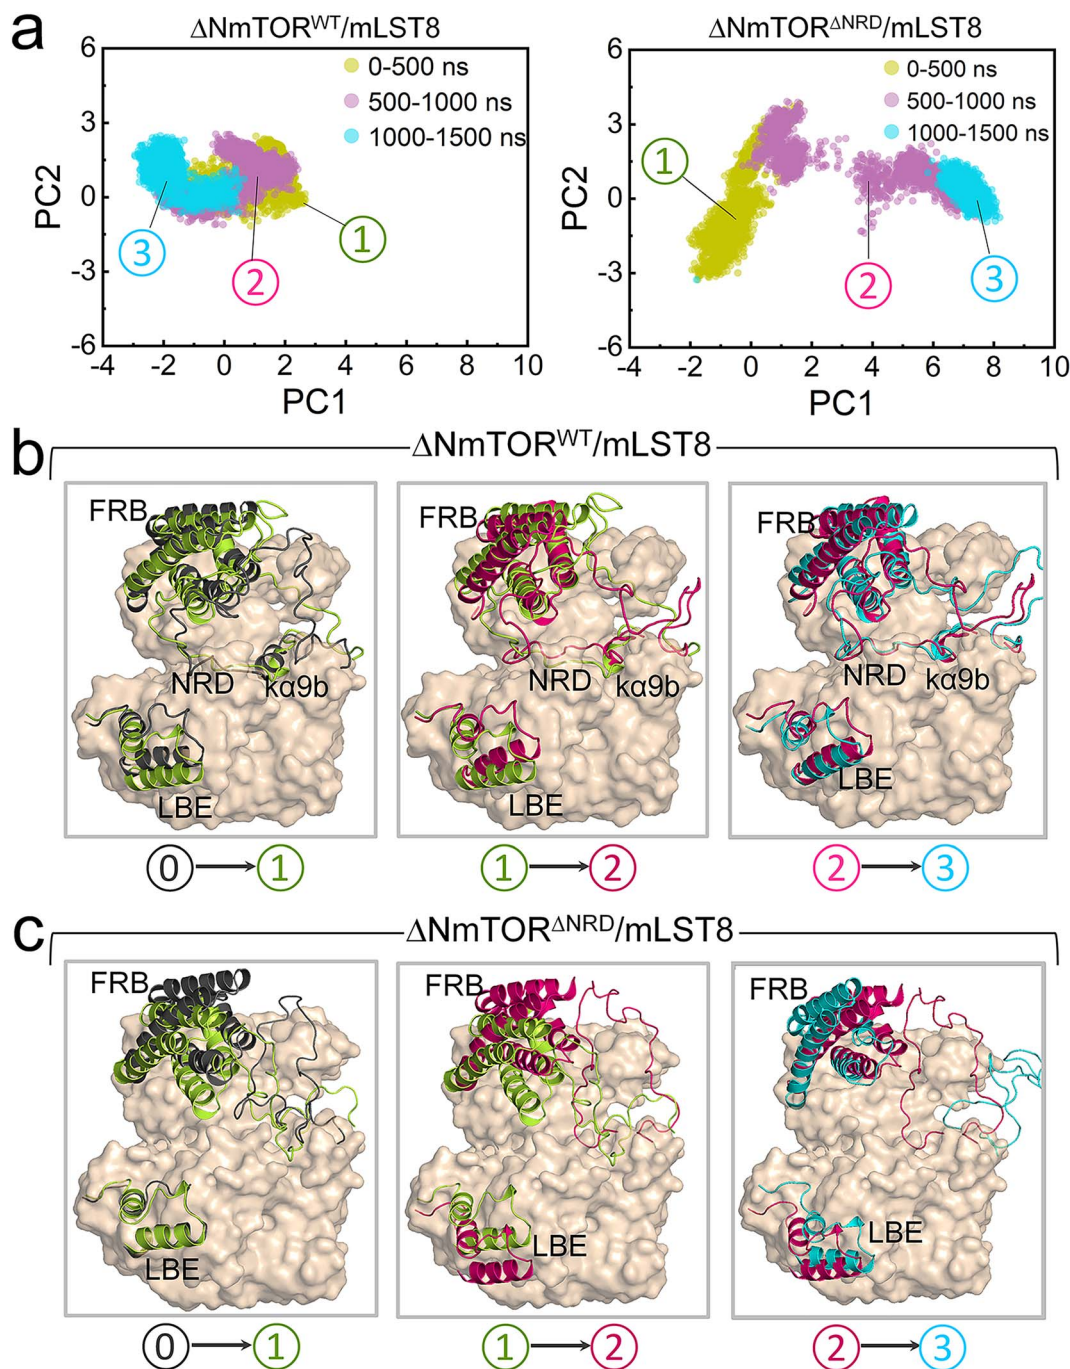 a
ΔNmTOR^WT/mLST8
6
3
0
-3
-6
PC2
0-500 ns
500-1000 ns
1000-1500 ns
1
2
3
-4 -2 0 2 4 6 8 10
PC1
ΔNmTOR^ΔNRD/mLST8
6
3
0
-3
-6
PC2
0-500 ns
500-1000 ns
1000-1500 ns
1
2
3
-4 -2 0 2 4 6 8 10
PC1
b
ΔNmTOR^WT/mLST8
FRB
NRD kα9b
LBE
0 → 1
FRB
NRD kα9b
LBE
1 → 2
FRB
NRD kα9b
LBE
2 → 3
c
ΔNmTOR^ΔNRD/mLST8
FRB
LBE
0 → 1
FRB
LBE
1 → 2
FRB
LBE
2 → 3